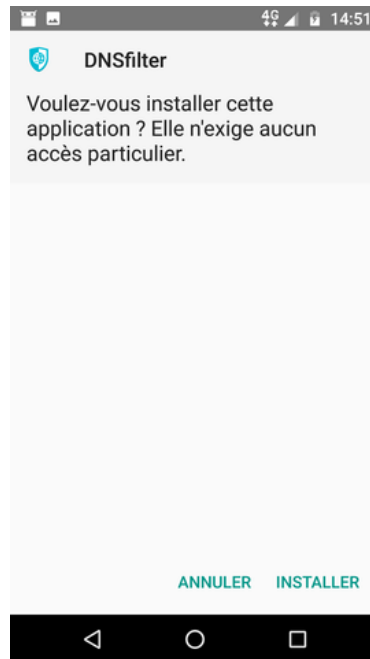 4G 14:51
DNSfilter
Voulez-vous installer cette
application ? Elle n'exige aucun
accès particulier.
ANNULER INSTALLER